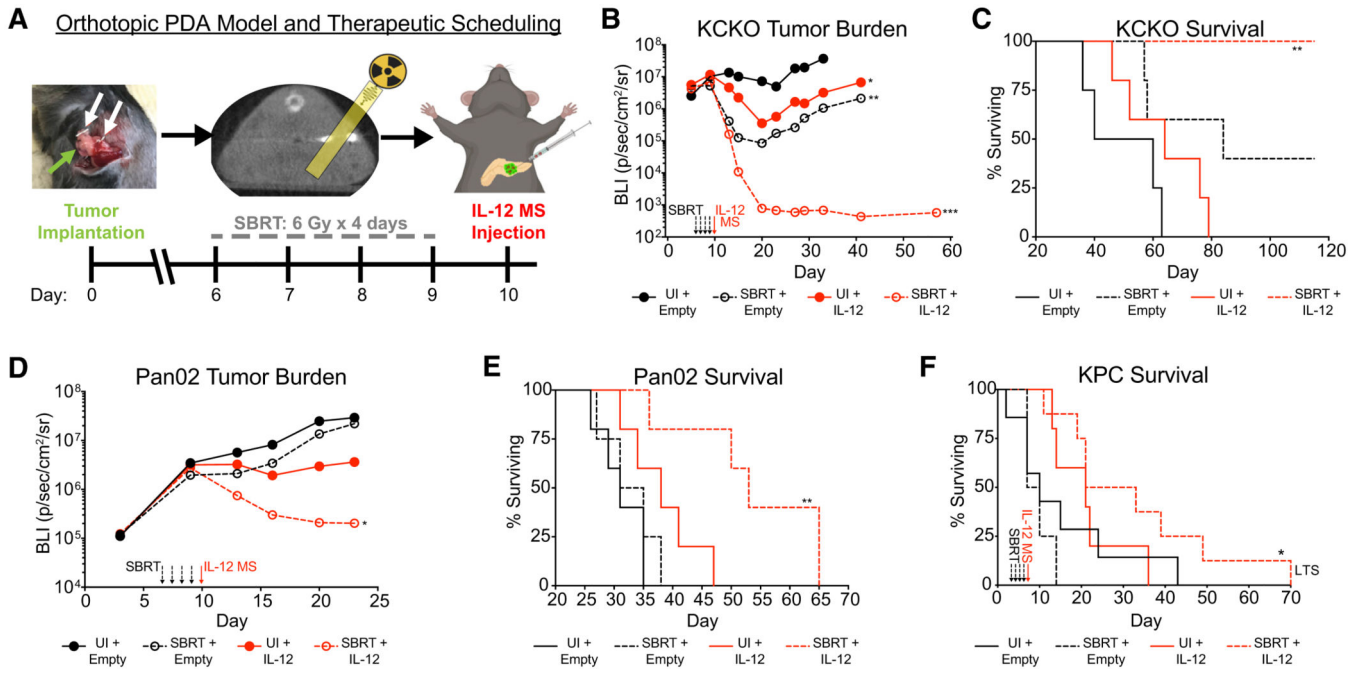 A
Orthotopic PDA Model and Therapeutic Scheduling
Tumor
Implantation
SBRT: 6 Gy x 4 days
IL-12 MS
Injection
Day: 0 6 7 8 9 10
B
KCKO Tumor Burden
BLI (p/sec/cm²/sr)
10⁸
10⁷
10⁶
10⁵
10⁴
10³
10²
*
**
***
SBRT
IL-12
MS
0 10 20 30 40 50 60
Day
UI +
Empty
SBRT +
Empty
UI +
IL-12
SBRT +
IL-12
C
KCKO Survival
% Surviving
100
75
50
25
0
**
20 40 60 80 100 120
Day
UI +
Empty
SBRT +
Empty
UI +
IL-12
SBRT +
IL-12
D
Pan02 Tumor Burden
BLI (p/sec/cm²/sr)
10⁸
10⁷
10⁶
10⁵
10⁴
*
SBRT
IL-12 MS
0 5 10 15 20 25
Day
UI +
Empty
SBRT +
Empty
UI +
IL-12
SBRT +
IL-12
E
Pan02 Survival
% Surviving
100
75
50
25
0
**
20 25 30 35 40 45 50 55 60 65 70
Day
UI +
Empty
SBRT +
Empty
UI +
IL-12
SBRT +
IL-12
F
KPC Survival
% Surviving
100
75
50
25
0
SBRT
IL-12 MS
*
LTS
0 10 20 30 40 50 60 70
Day
UI +
Empty
SBRT +
Empty
UI +
IL-12
SBRT +
IL-12